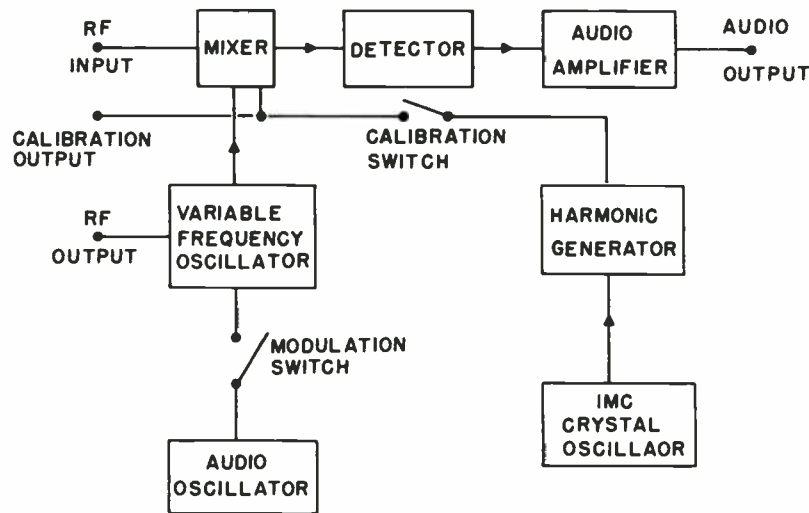 RF
INPUT
MIXER
DETECTOR
AUDIO
AMPLIFIER
AUDIO
OUTPUT
CALIBRATION
OUTPUT
CALIBRATION
SWITCH
RF
OUTPUT
VARIABLE
FREQUENCY
OSCILLATOR
HARMONIC
GENERATOR
MODULATION
SWITCH
IMC
CRYSTAL
OSCILLAOR
AUDIO
OSCILLATOR